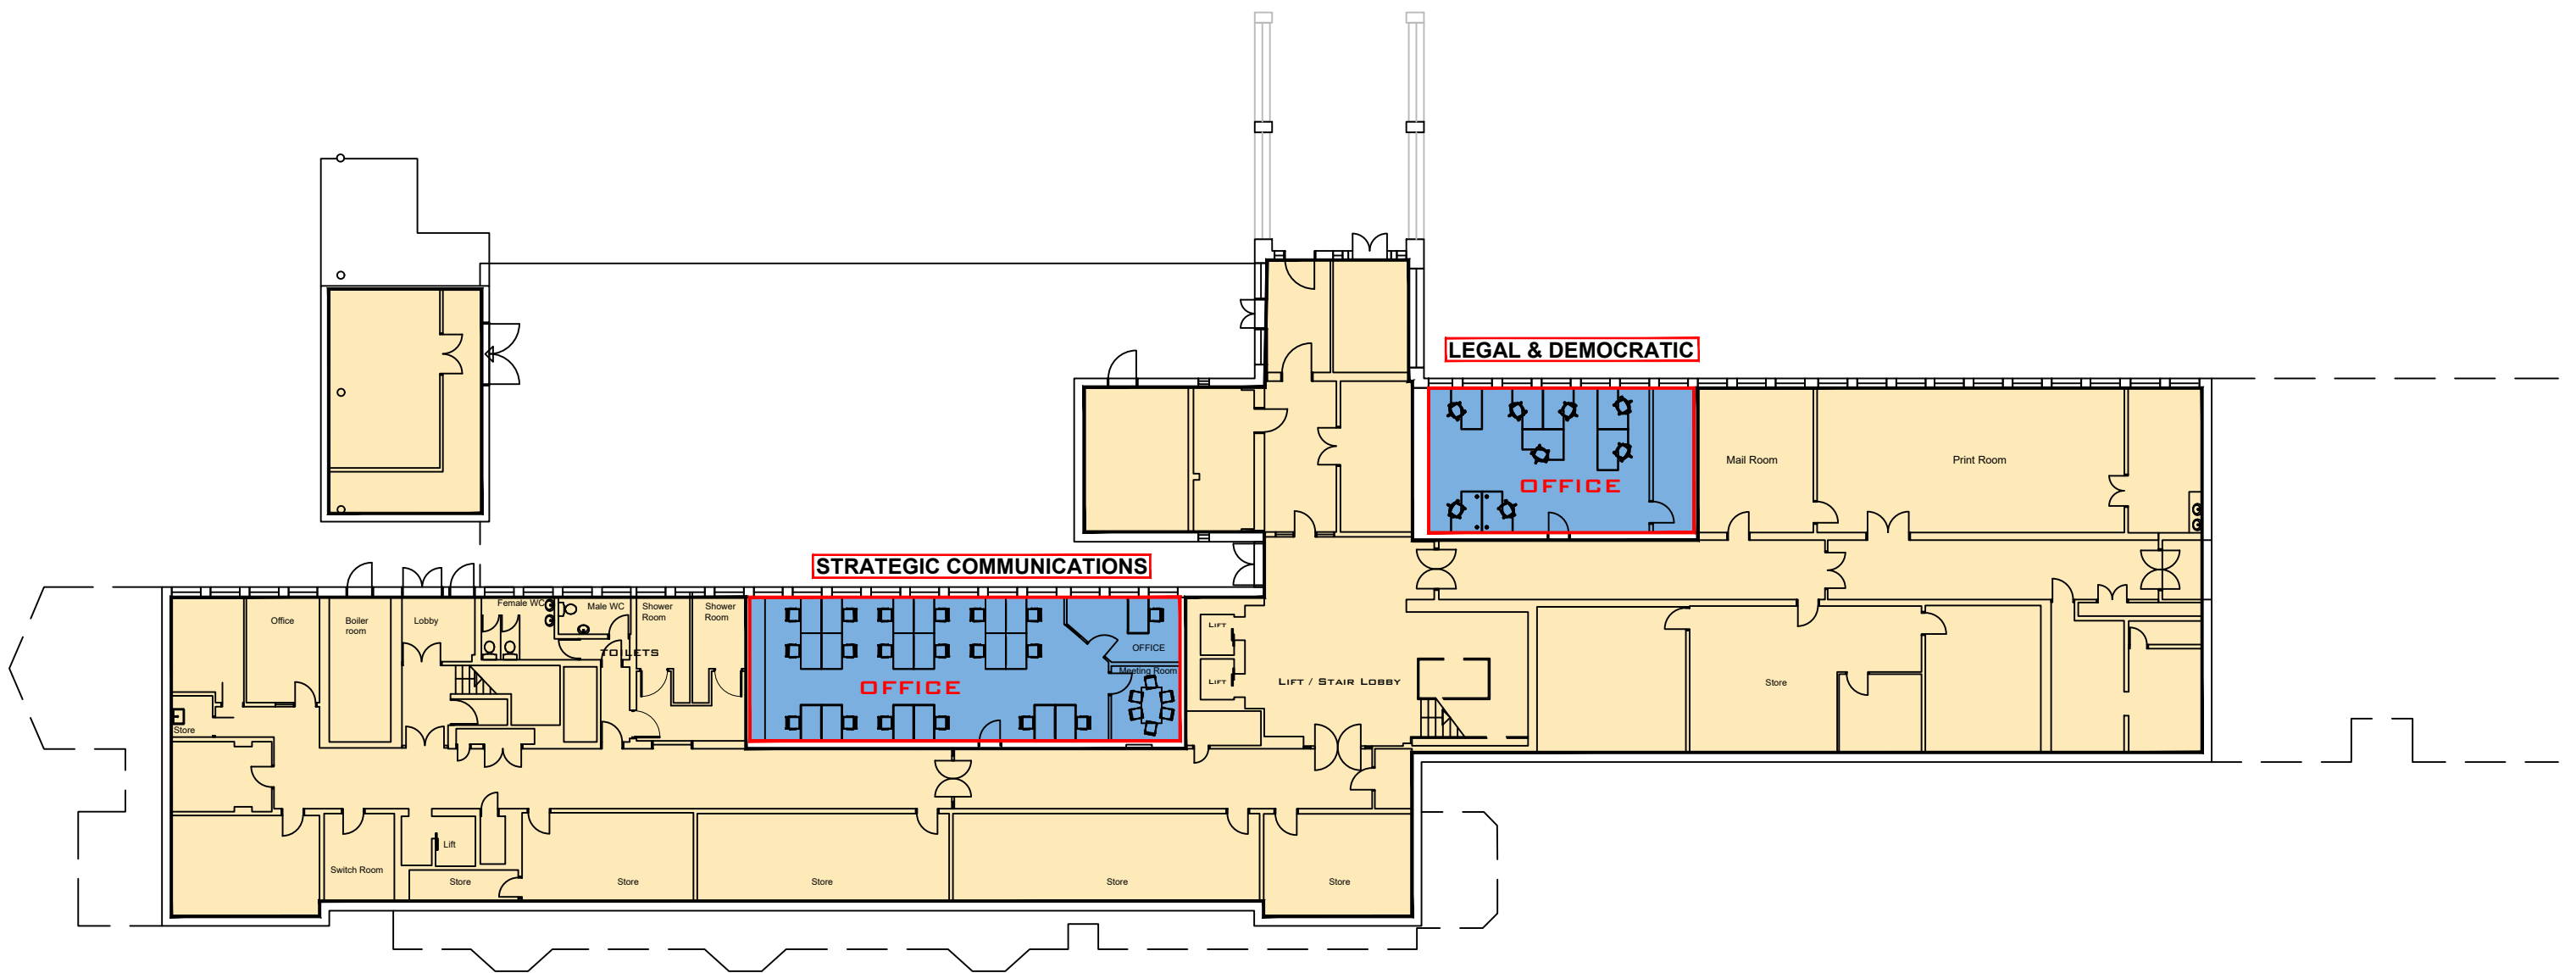 LEGAL & DEMOCRATIC
OFFICE
Mail Room
Print Room
STRATEGIC COMMUNICATIONS
Office
Boiler
room
Lobby
Female WC
Male WC
Shower
Room
Shower
Room
TOILETS
OFFICE
OFFICE
Meeting Room
LIFT
LIFT
LIFT / STAIR LOBBY
Store
Store
Switch Room
Lift
Store
Store
Store
Store
Store